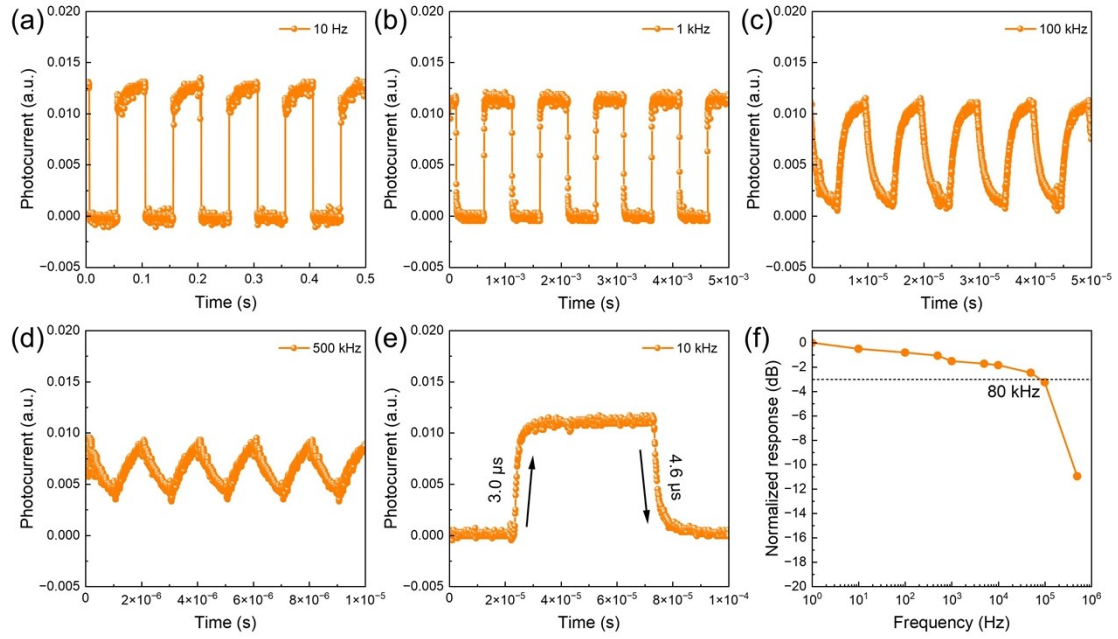 (a)
10 Hz
0.020
0.015
0.010
0.005
0.000
−0.005
Photocurrent (a.u.)
0.0 0.1 0.2 0.3 0.4 0.5
Time (s)
(b)
1 kHz
0.020
0.015
0.010
0.005
0.000
−0.005
Photocurrent (a.u.)
0 1×10⁻³ 2×10⁻³ 3×10⁻³ 4×10⁻³ 5×10⁻³
Time (s)
(c)
100 kHz
0.020
0.015
0.010
0.005
0.000
−0.005
Photocurrent (a.u.)
0 1×10⁻⁵ 2×10⁻⁵ 3×10⁻⁵ 4×10⁻⁵ 5×10⁻⁵
Time (s)
(d)
500 kHz
0.020
0.015
0.010
0.005
0.000
−0.005
Photocurrent (a.u.)
0 2×10⁻⁶ 4×10⁻⁶ 6×10⁻⁶ 8×10⁻⁶ 1×10⁻⁵
Time (s)
(e)
10 kHz
0.020
0.015
0.010
0.005
0.000
−0.005
Photocurrent (a.u.)
3.0 μs
4.6 μs
0 2×10⁻⁵ 4×10⁻⁵ 6×10⁻⁵ 8×10⁻⁵ 1×10⁻⁴
Time (s)
(f)
0
−2
−4
−6
−8
−10
−12
−14
−16
−18
−20
Normalized response (dB)
80 kHz
10⁰ 10¹ 10² 10³ 10⁴ 10⁵ 10⁶
Frequency (Hz)